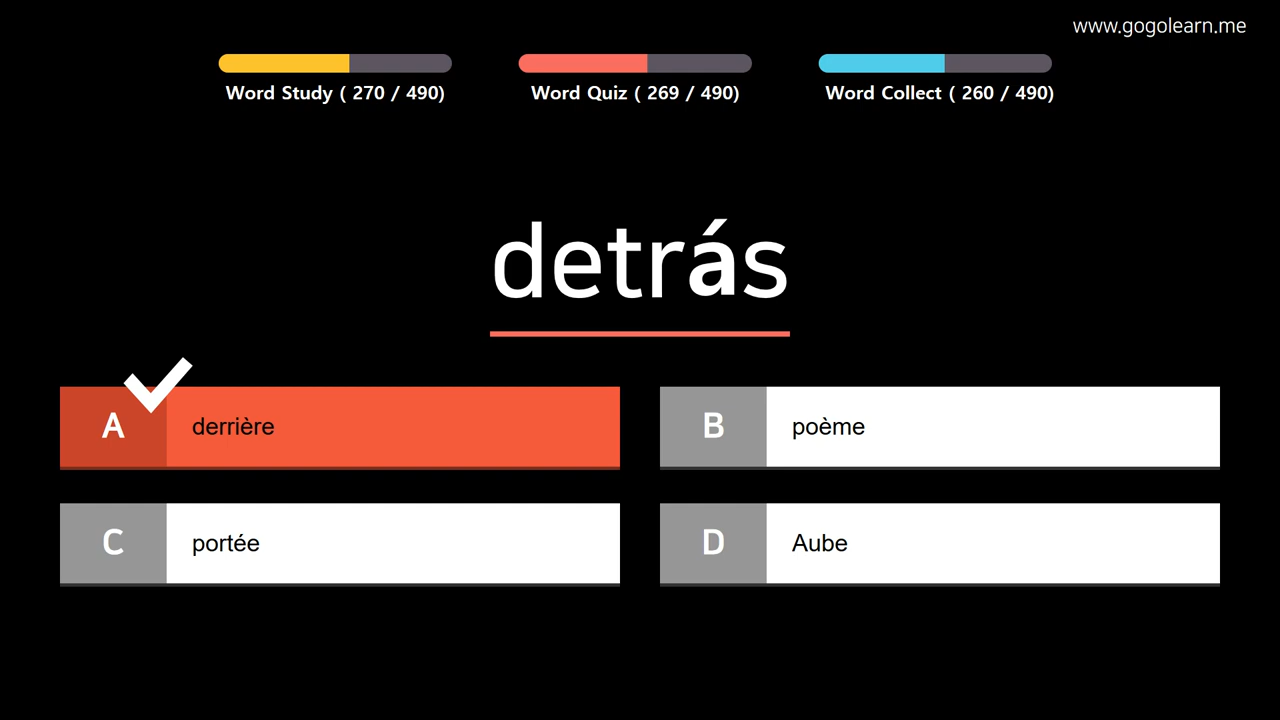 www.gogolearn.me
Word Study ( 270 / 490)
Word Quiz ( 269 / 490)
Word Collect ( 260 / 490)
detrás
A derrière
B poème
C portée
D Aube